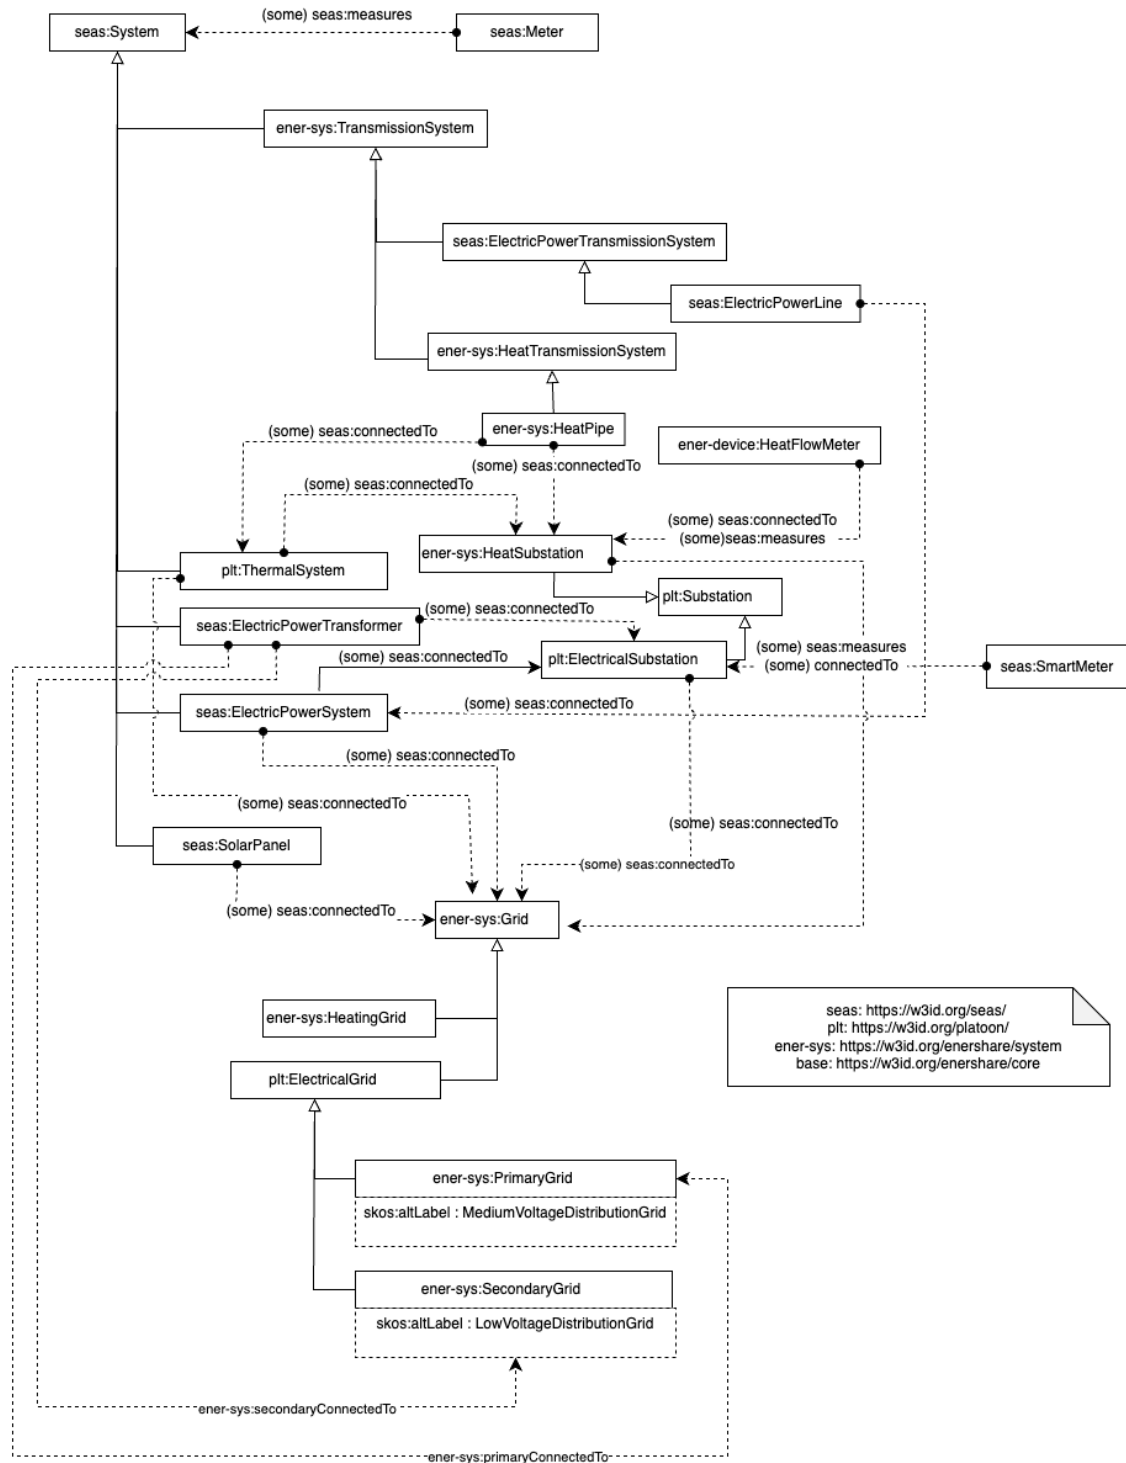 (some) seas:measures
seas:System
seas:Meter
ener-sys:TransmissionSystem
seas:ElectricPowerTransmissionSystem
seas:ElectricPowerLine
ener-sys:HeatTransmissionSystem
ener-sys:HeatPipe
(some) seas:connectedTo
ener-device:HeatFlowMeter
(some) seas:connectedTo
(some) seas:connectedTo
(some) seas:connectedTo
(some)seas:measures
ener-sys:HeatSubstation
plt:ThermalSystem
plt:Substation
(some) seas:connectedTo
seas:ElectricPowerTransformer
(some) seas:measures
(some) connectedTo
plt:ElectricalSubstation
(some) seas:connectedTo
seas:SmartMeter
seas:ElectricPowerSystem
(some) seas:connectedTo
(some) seas:connectedTo
(some) seas:connectedTo
(some) seas:connectedTo
seas:SolarPanel
(some) seas:connectedTo
(some) seas:connectedTo
ener-sys:Grid
ener-sys:HeatingGrid
seas: https://w3id.org/seas/
plt: https://w3id.org/platoon/
ener-sys: https://w3id.org/enershare/system
base: https://w3id.org/enershare/core
plt:ElectricalGrid
ener-sys:PrimaryGrid
skos:altLabel : MediumVoltageDistributionGrid
ener-sys:SecondaryGrid
skos:altLabel : LowVoltageDistributionGrid
ener-sys:secondaryConnectedTo
ener-sys:primaryConnectedTo